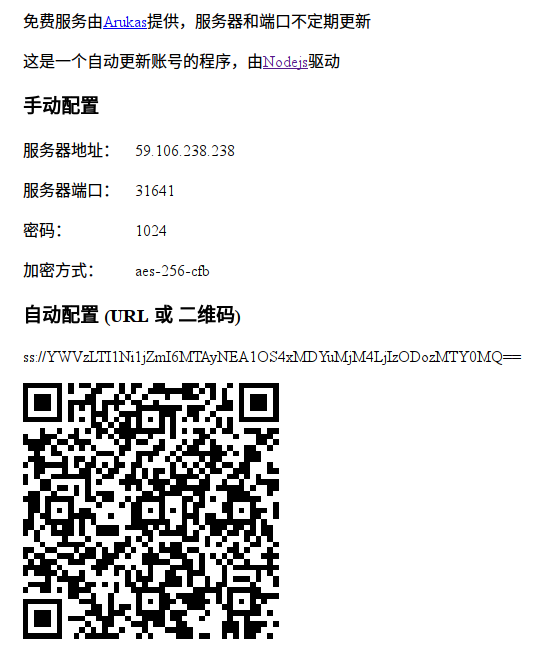 免费服务由Arukas提供，服务器和端口不定期更新
这是一个自动更新账号的程序，由Nodejs驱动
手动配置
服务器地址： 59.106.238.238
服务器端口： 31641
密码： 1024
加密方式： aes-256-cfb
自动配置 (URL 或 二维码)
ss://YWVzLTI1Ni1jZmI6MTAyNEA1OS4xMDYuMjM4LjIzODozMTY0MQ==